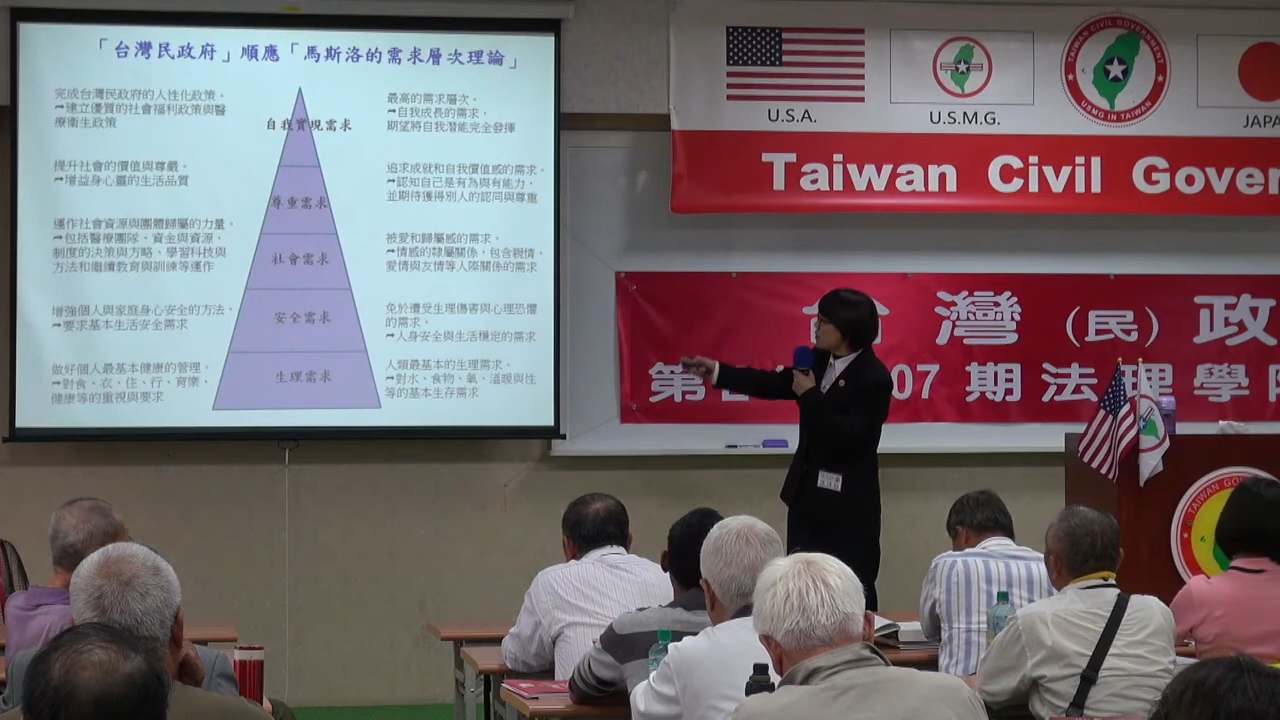 「台灣民政府」順應「馬斯洛的需求層次理論」
完成台灣民政府的人性化政策。
➡建立優質的社會福利政策與醫
療衛生政策
提升社會的價值與尊嚴。
➡增益身心靈的生活品質
運作社會資源與團體歸屬的力量。
➡包括醫療團隊、資金與資源、
制度的決策與方略，學習科技與
方法和繼續教育與訓練等運作
增強個人與家庭身心安全的方法。
➡要求基本生活安全需求
做好個人最基本健康的管理。
➡對食、衣、住、行、育樂、
健康等的重視與要求
自我實現需求
尊重需求
社會需求
安全需求
生理需求
最高的需求層次。
➡自我成長的需求，
期望將自我潛能完全發揮
追求成就和自我價值感的需求。
➡認知自己是有為與有能力，
並期待獲得別人的認同與尊重
被愛和歸屬感的需求。
➡情感的隸屬關係，包含親情、
愛情與友情等人際關係的需求
免於遭受生理傷害與心理恐懼
的需求。
➡人身安全與生活穩定的需求
人類最基本的生理需求。
➡對水、食物、氧、溫暖與性
等的基本生存需求
U.S.A.
U.S.M.G.
TAIWAN CIVIL GOVERNMENT
USMG IN TAIWAN
JAPA
Taiwan Civil Gover
台灣(民)政
第 07期法理學
TAIWAN GO